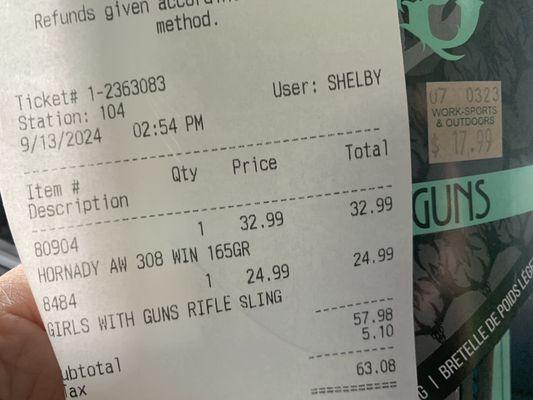 Refunds given
method.
Ticket# 1-2363083
Station: 104 User: SHELBY
9/13/2024 02:54 PM
Item # Qty Price Total
Description
80904 1 32.99 32.99
HORNADY AW 308 WIN 165GR
8484 1 24.99 24.99
GIRLS WITH GUNS RIFLE SLING
57.98
ubtotal 5.10
Tax 63.08
07 0323
WORK-SPORTS
& OUTDOORS
$ 17.99
GUNS
G | BRETELLE DE POIDS LÉGE